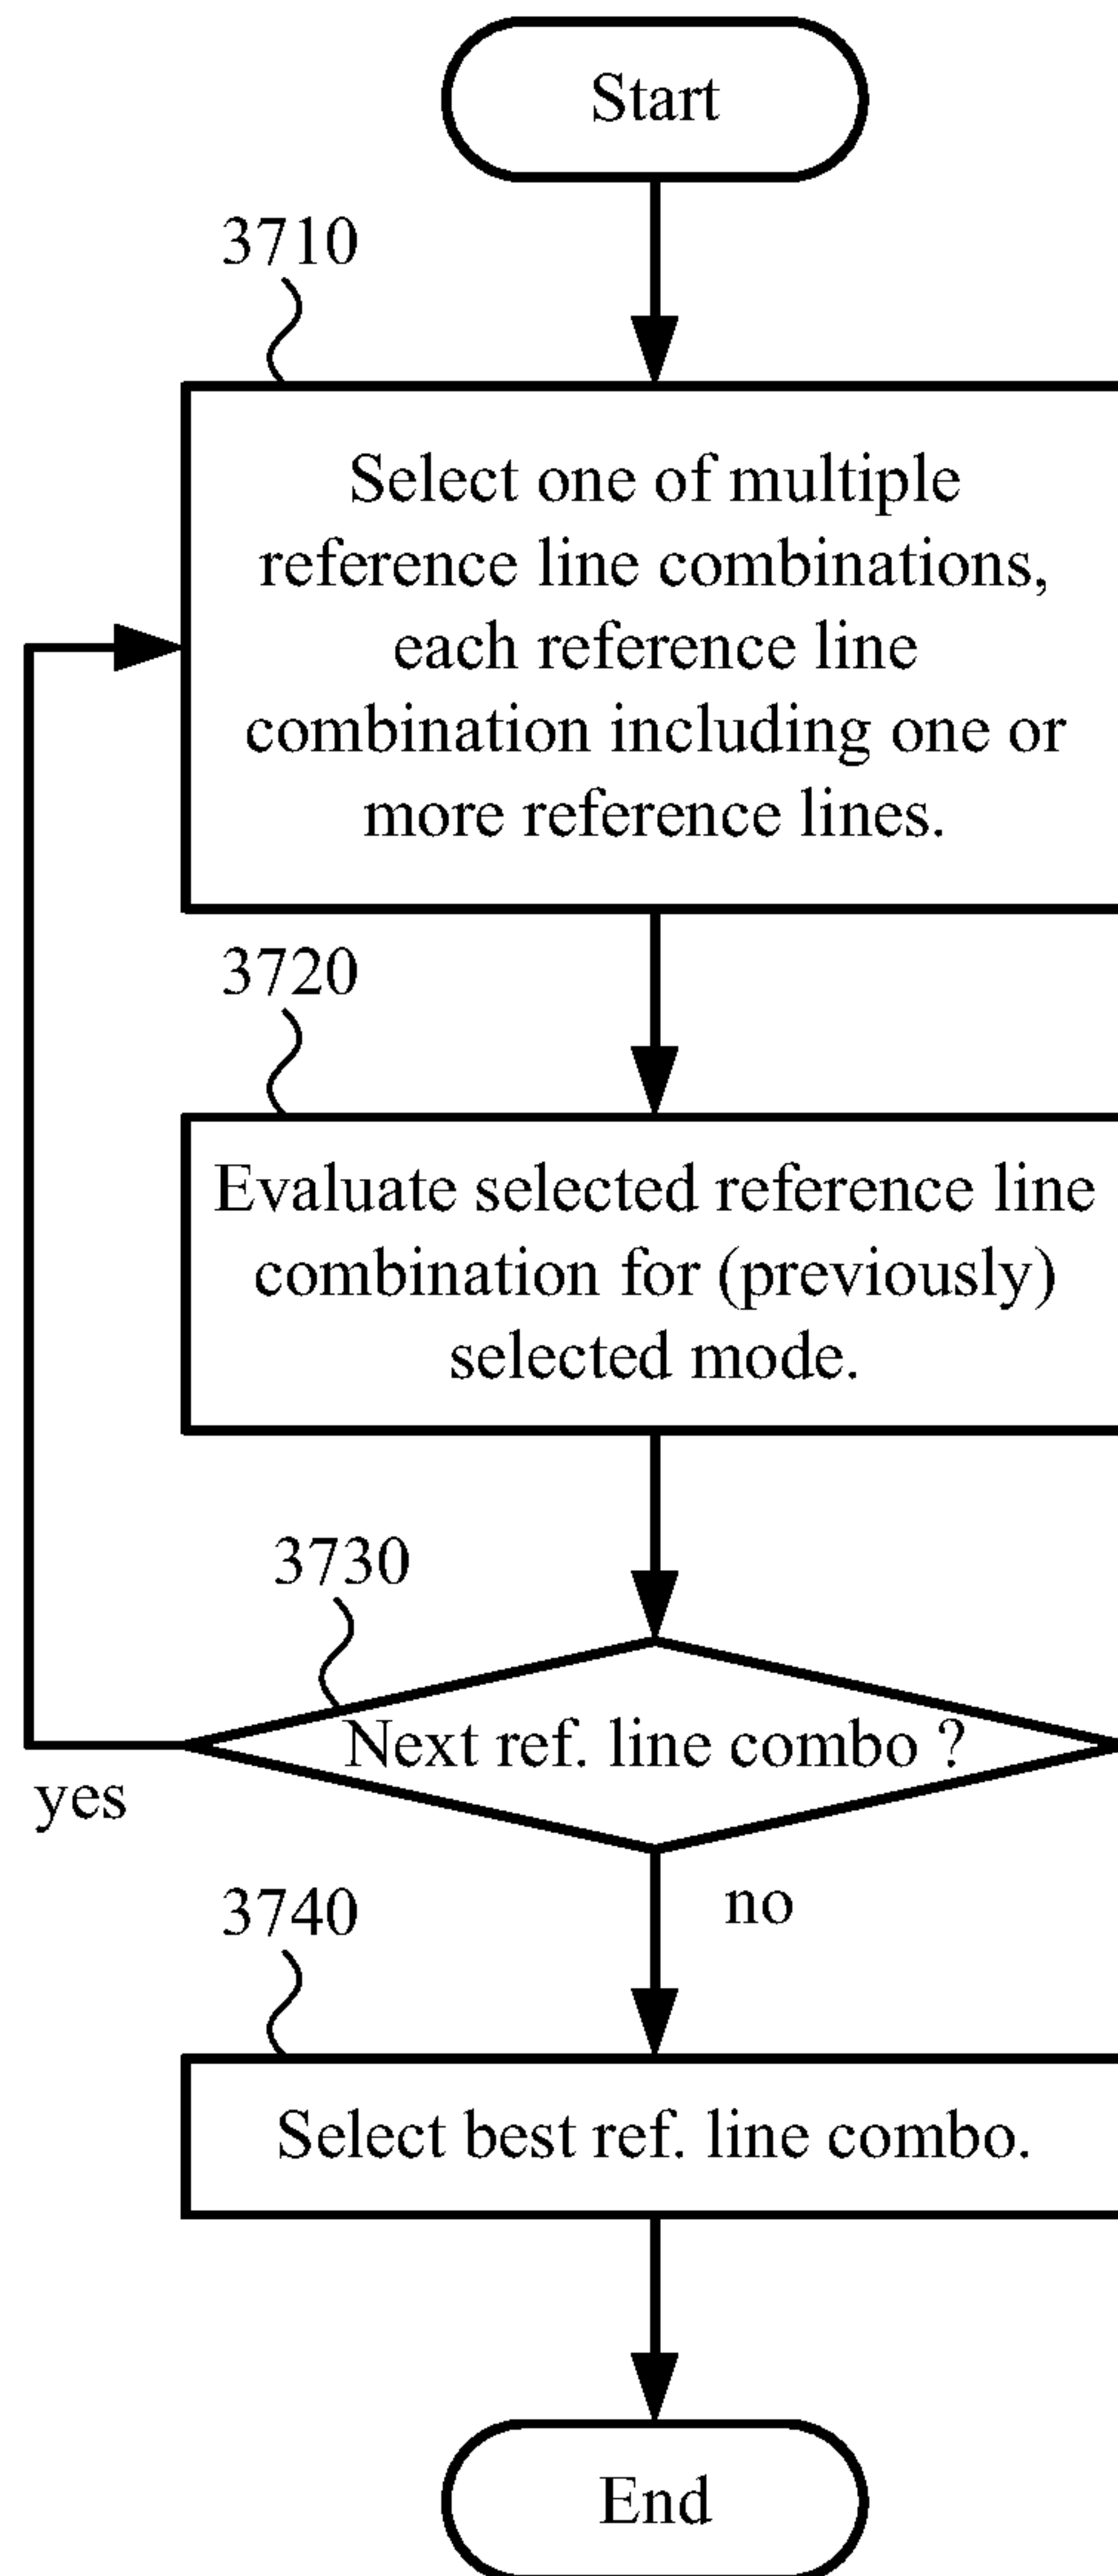 Start
3710
Select one of multiple
reference line combinations,
each reference line
combination including one or
more reference lines.
3720
Evaluate selected reference line
combination for (previously)
selected mode.
3730
Next ref. line combo ?
yes
no
3740
Select best ref. line combo.
End